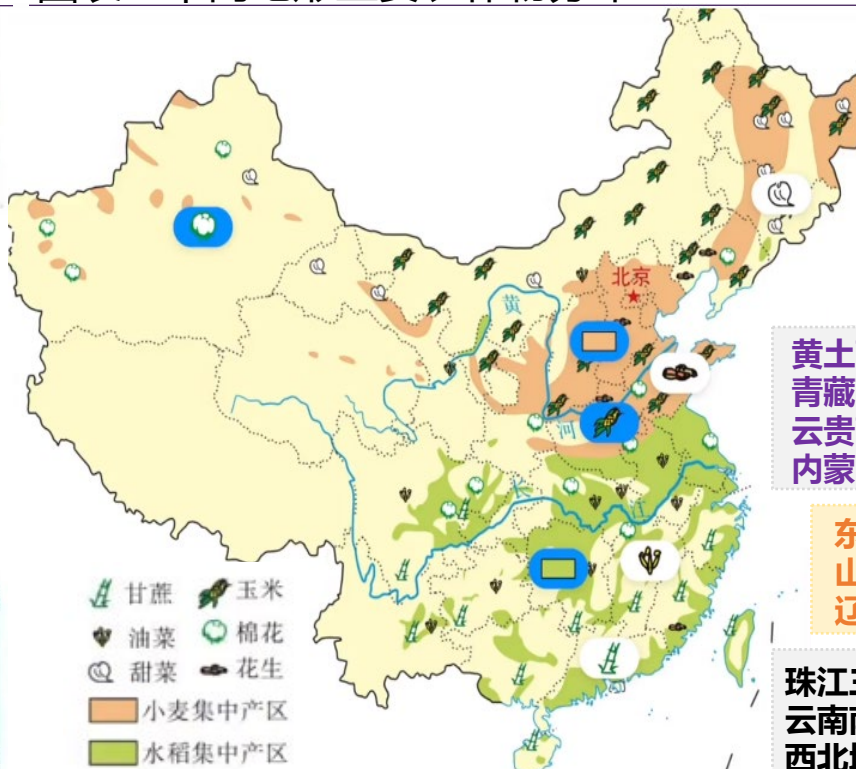 北京
黄
河
长
江
甘蔗
玉米
油菜
棉花
甜菜
花生
小麦集中产区
水稻集中产区
黄土
青藏
云贵
内蒙
东
山
辽
珠江三
云南
西北